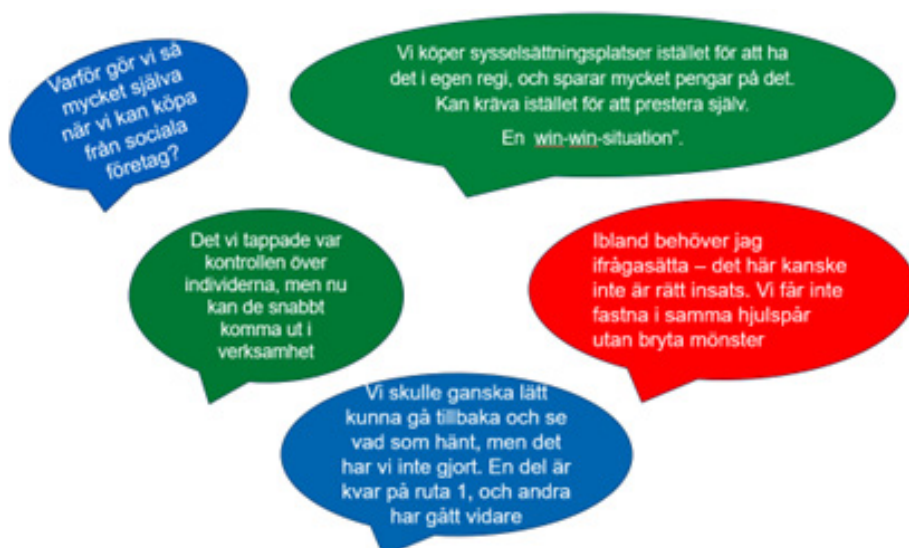 Varför gör vi så
mycket själva
när vi kan köpa
från sociala
företag?
Vi köper sysselsättningsplatser istället för att ha
det i egen regi, och sparar mycket pengar på det.
Kan kräva istället för att prestera själv.
En win-win-situation”.
Det vi tappade var
kontrollen över
individerna, men nu
kan de snabbt
komma ut i
verksamhet
Ibland behöver jag
ifrågasätta – det här kanske
inte är rätt insats. Vi får inte
fastna i samma hjulspår
utan bryta mönster
Vi skulle ganska lätt
kunna gå tillbaka och se
vad som hänt, men det
har vi inte gjort. En del är
kvar på ruta 1, och andra
har gått vidare